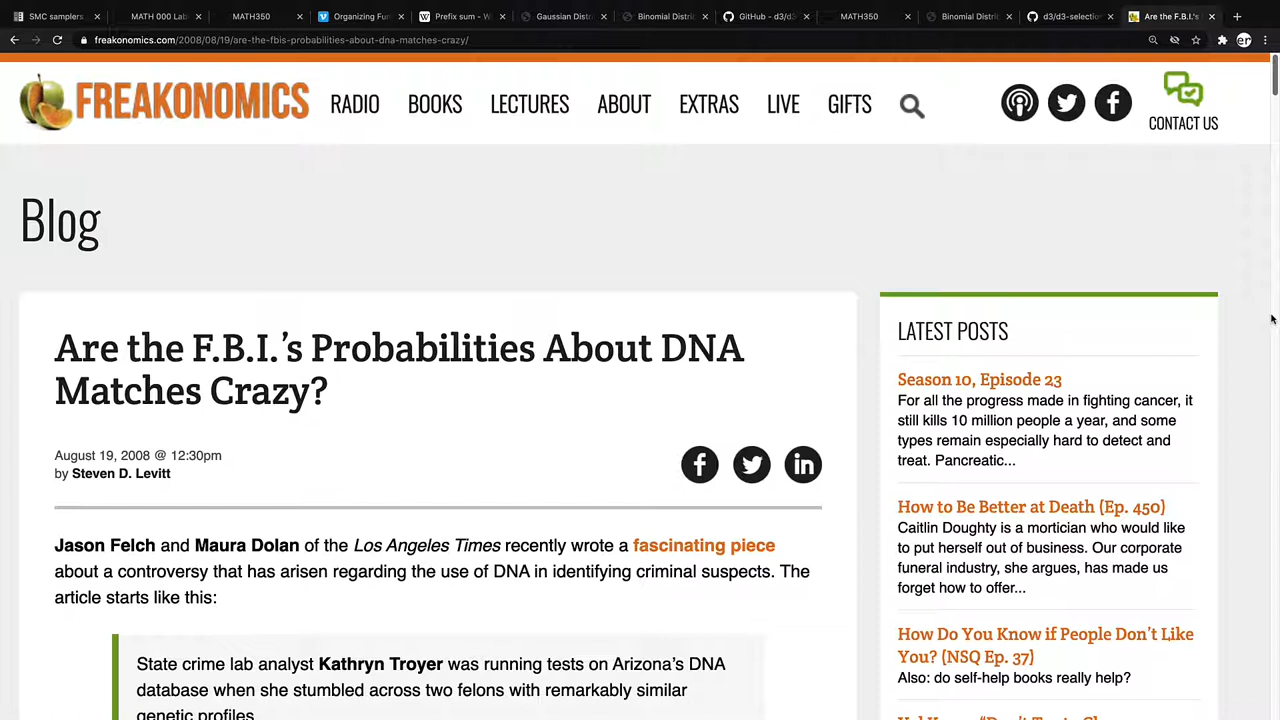 SMC samplers
MATH 000 Lab
MATH350
Organizing Fu
Prefix sum - W
Gaussian Distr
Binomial Distric
GitHub - d3/d3
MATH350
Binomial Distric
d3/d3-selection
Are the F.B.I.'s
freakonomics.com/2008/08/19/are-the-fbis-probabilities-about-dna-matches-crazy/
FREAKONOMICS RADIO BOOKS LECTURES ABOUT EXTRAS LIVE GIFTS
CONTACT US
Blog
Are the F.B.I.’s Probabilities About DNA
Matches Crazy?
August 19, 2008 @ 12:30pm
by Steven D. Levitt
Jason Felch and Maura Dolan of the Los Angeles Times recently wrote a fascinating piece
about a controversy that has arisen regarding the use of DNA in identifying criminal suspects. The
article starts like this:
State crime lab analyst Kathryn Troyer was running tests on Arizona’s DNA
database when she stumbled across two felons with remarkably similar
genetic profiles.
LATEST POSTS
Season 10, Episode 23
For all the progress made in fighting cancer, it
still kills 10 million people a year, and some
types remain especially hard to detect and
treat. Pancreatic...
How to Be Better at Death (Ep. 450)
Caitlin Doughty is a mortician who would like
to put herself out of business. Our corporate
funeral industry, she argues, has made us
forget how to offer...
How Do You Know if People Don’t Like
You? (NSQ Ep. 37)
Also: do self-help books really help?